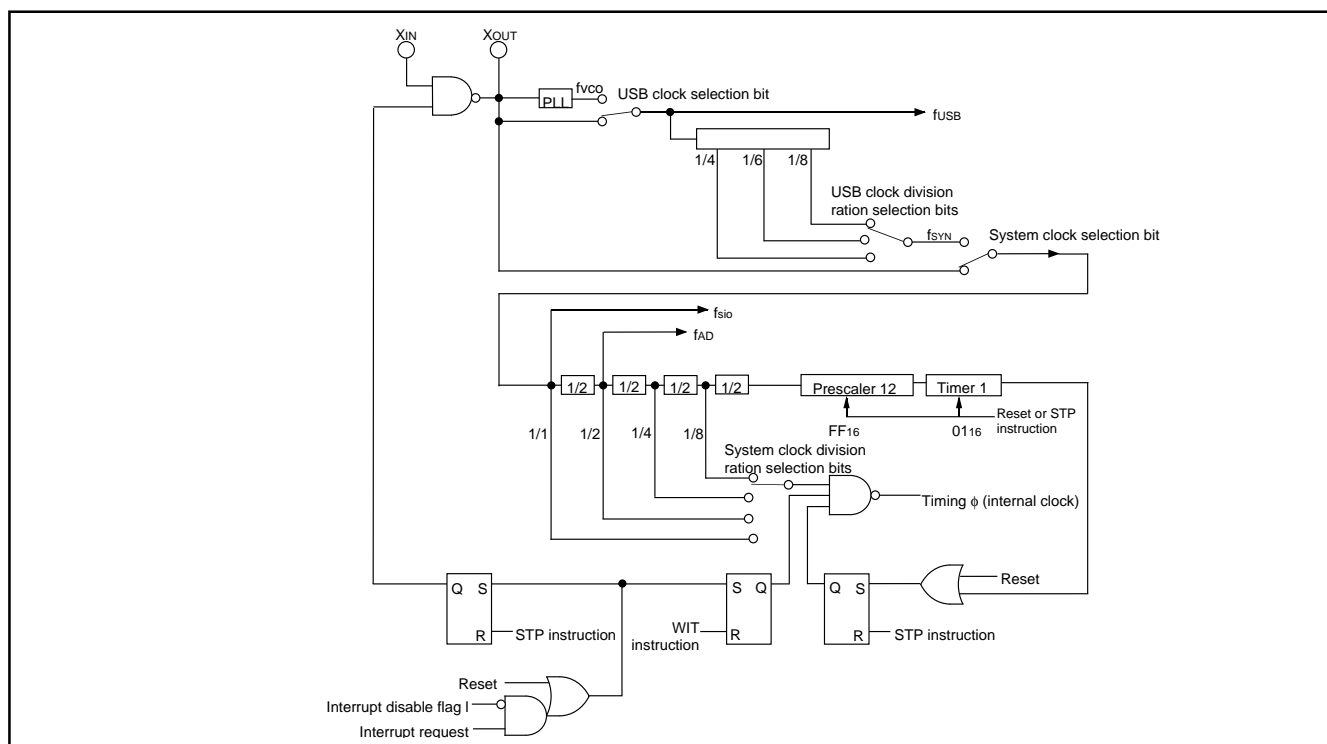 XIN
XOUT
PLL
fVCO
USB clock selection bit
fUSB
1/4
1/6
1/8
USB clock division
ration selection bits
fSYN
System clock selection bit
fsio
fAD
1/2
1/2
1/2
1/2
Prescaler 12
Timer 1
Reset or STP
instruction
FF16
0116
1/1
1/2
1/4
1/8
System clock division
ration selection bits
Timing ϕ (internal clock)
Q
S
R
STP instruction
WIT
instruction
S
Q
R
Q
S
R
STP instruction
Reset
Reset
Interrupt disable flag I
Interrupt request